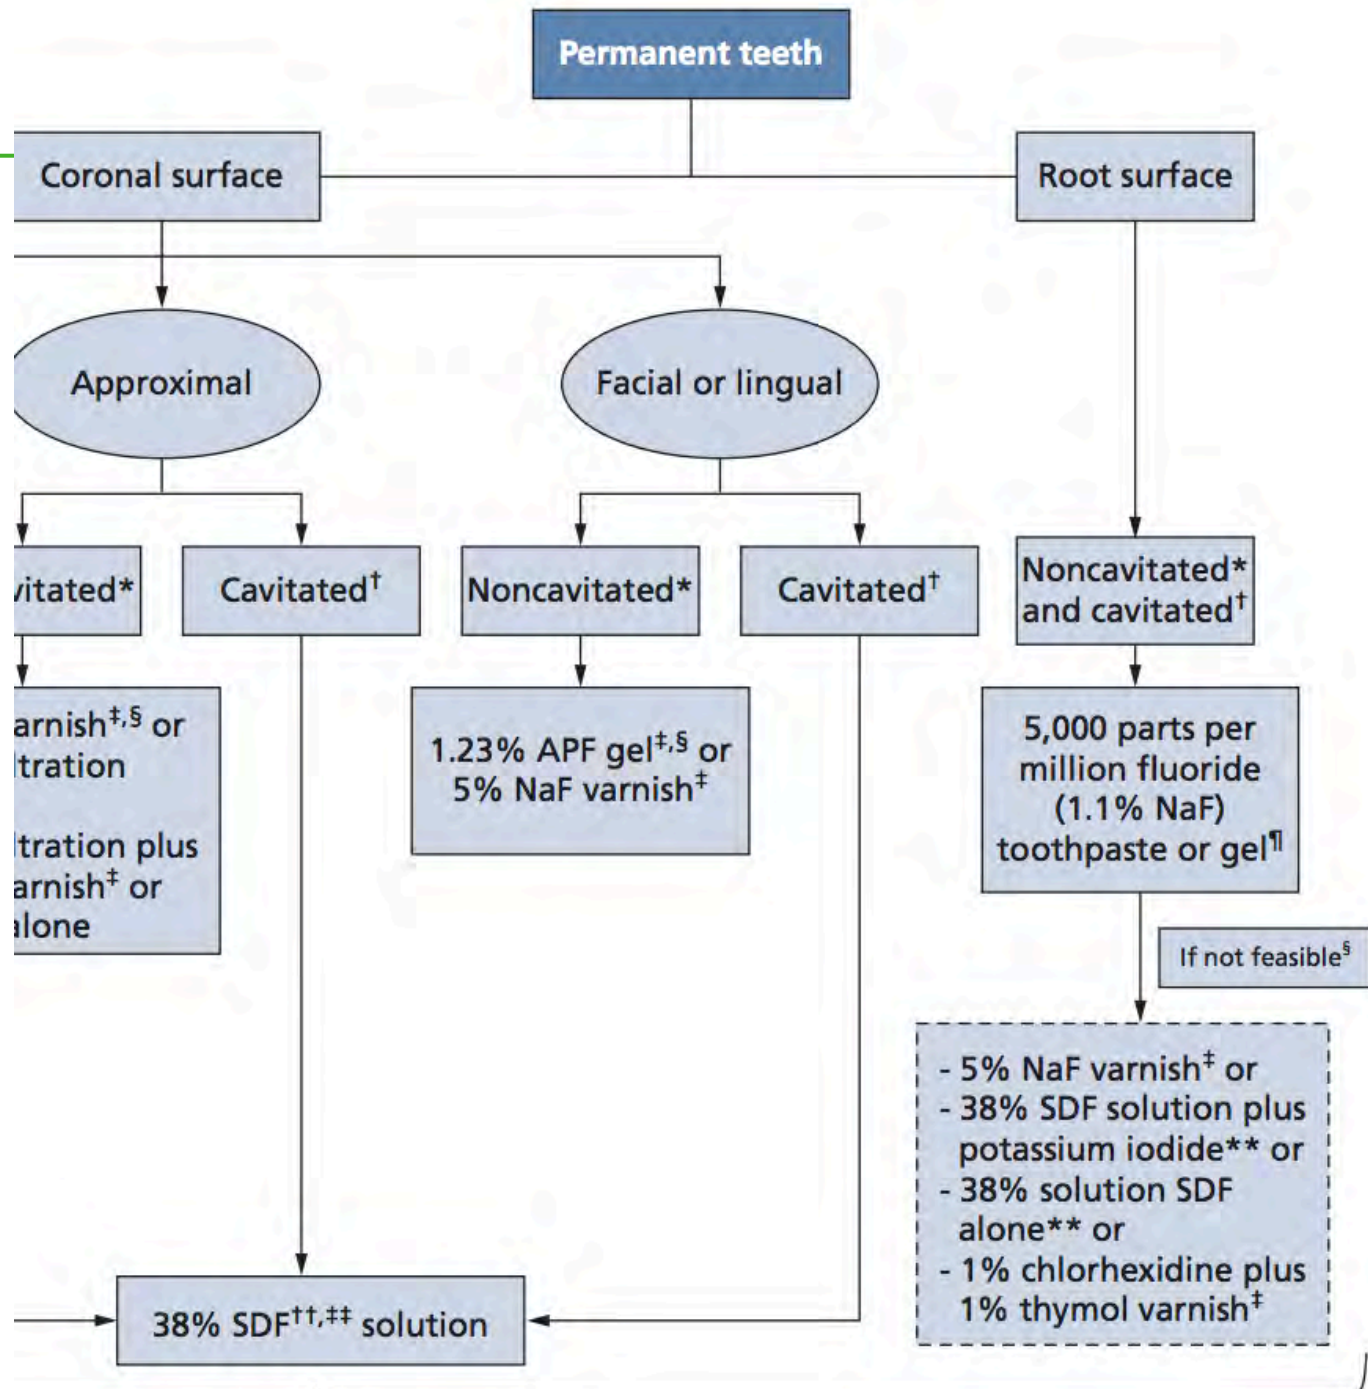 Permanent teeth
Coronal surface
Root surface
Approximal
Facial or lingual
vitated*
Cavitated†
Noncavitated*
Cavitated†
Noncavitated*
and cavitated†
arnish‡,§ or
ltration
ltration plus
arnish‡ or
alone
1.23% APF gel‡,§ or
5% NaF varnish‡
5,000 parts per
million fluoride
(1.1% NaF)
toothpaste or gel¶
If not feasible§
- 5% NaF varnish‡ or
- 38% SDF solution plus
potassium iodide** or
- 38% solution SDF
alone** or
- 1% chlorhexidine plus
1% thymol varnish‡
38% SDF††,‡‡ solution